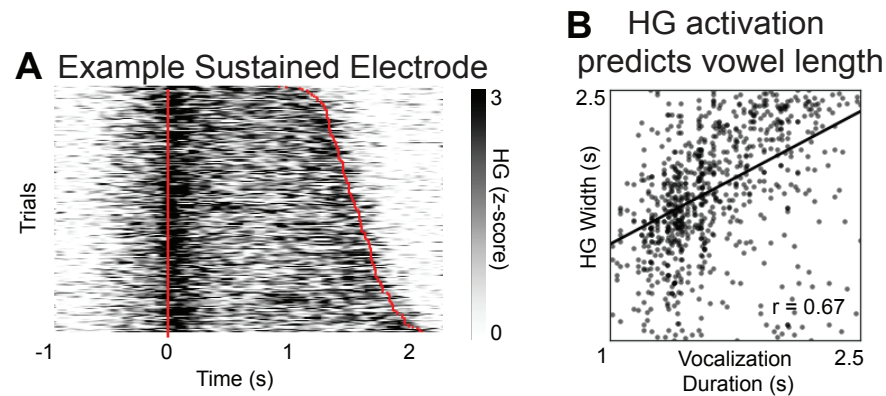 A Example Sustained Electrode
Trials
-1
0
1
2
Time (s)
3
HG (z-score)
0
B HG activation
predicts vowel length
2.5
HG Width (s)
r = 0.67
1
2.5
Vocalization
Duration (s)